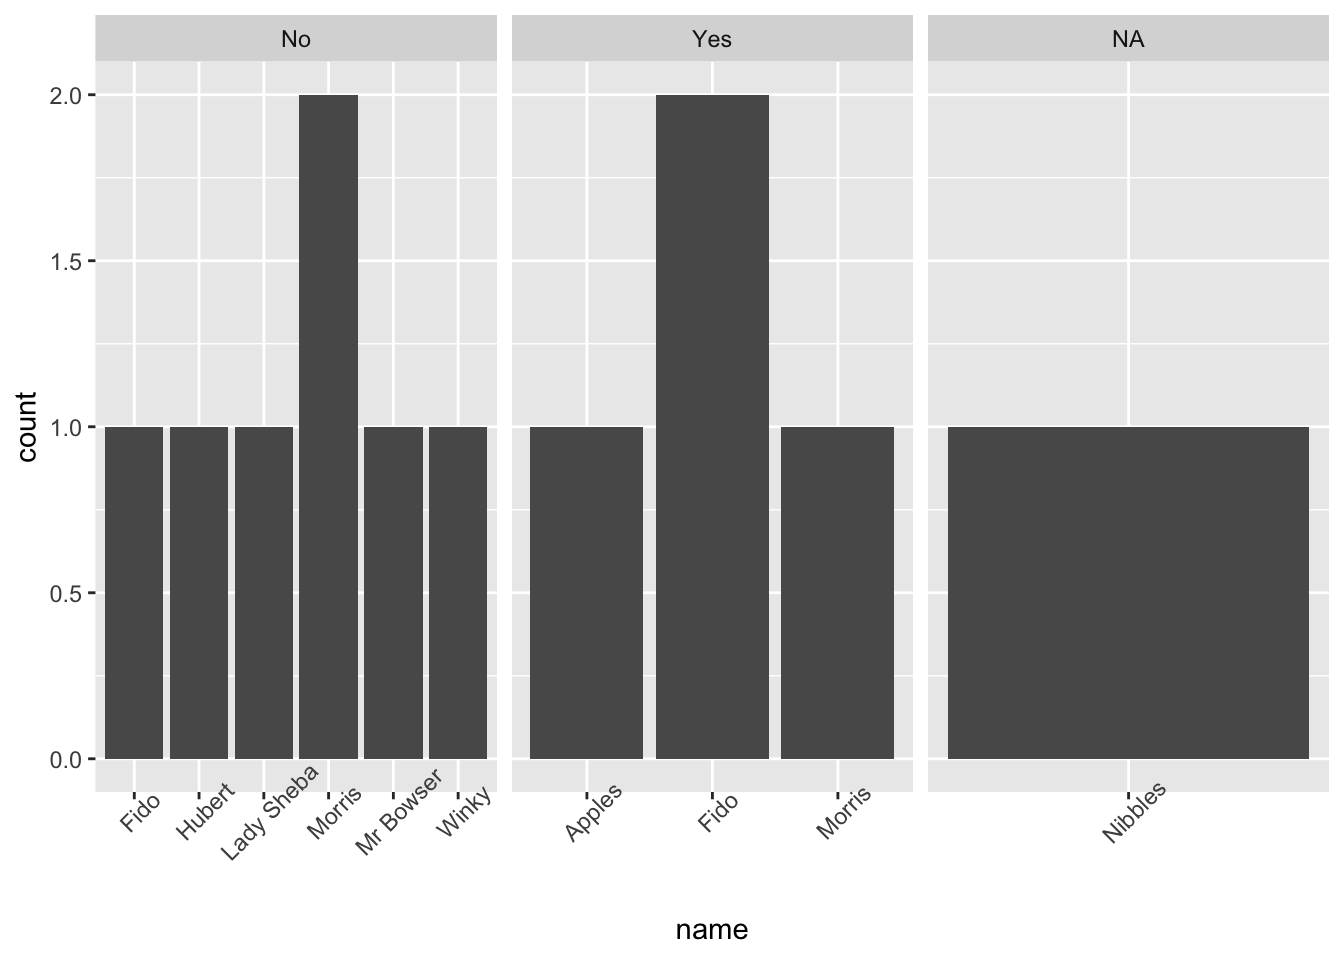 No Yes NA
2.0
1.5
1.0
0.5
0.0
count
Fido Hubert Lady Sheba Morris Mr Bowser Winky Apples Fido Morris Nibbles
name